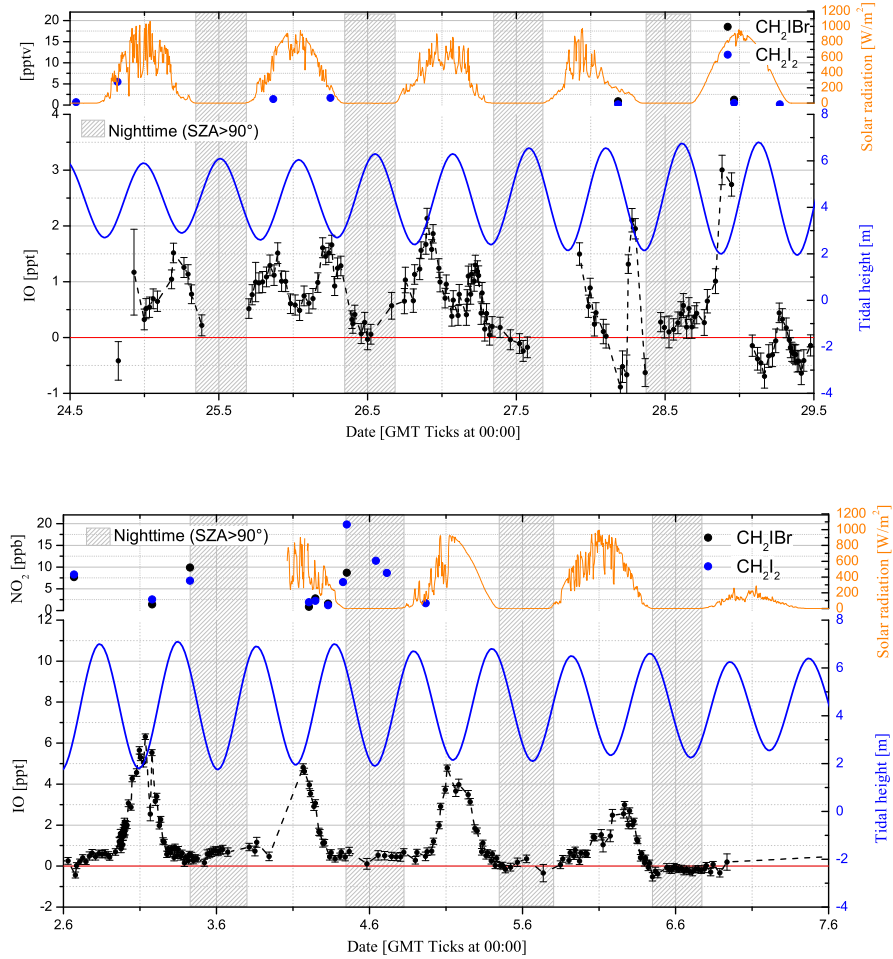 [pptv]
20
15
10
5
0
CH2IBr
CH2I2
1200
1000
800
600
400
200
0
Solar radiation [W/m2]
Nighttime (SZA>90°)
IO [ppt]
4
3
2
1
0
-1
8
6
4
2
0
-2
-4
Tidal height [m]
24.5 25.5 26.5 27.5 28.5 29.5
Date [GMT Ticks at 00:00]
NO2 [ppb]
20
15
10
5
0
Nighttime (SZA>90°)
CH2IBr
CH2I2
1200
1000
800
600
400
200
0
Solar radiation [W/m2]
IO [ppt]
12
10
8
6
4
2
0
-2
8
6
4
2
0
-2
-4
Tidal height [m]
2.6 3.6 4.6 5.6 6.6 7.6
Date [GMT Ticks at 00:00]